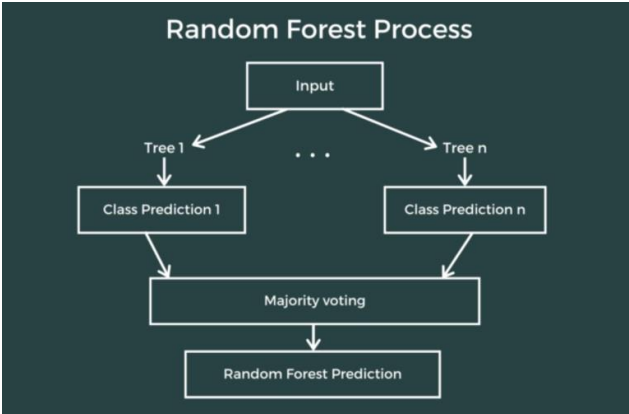 Random Forest Process
Input
Tree 1
. . .
Tree n
Class Prediction 1
Class Prediction n
Majority voting
Random Forest Prediction